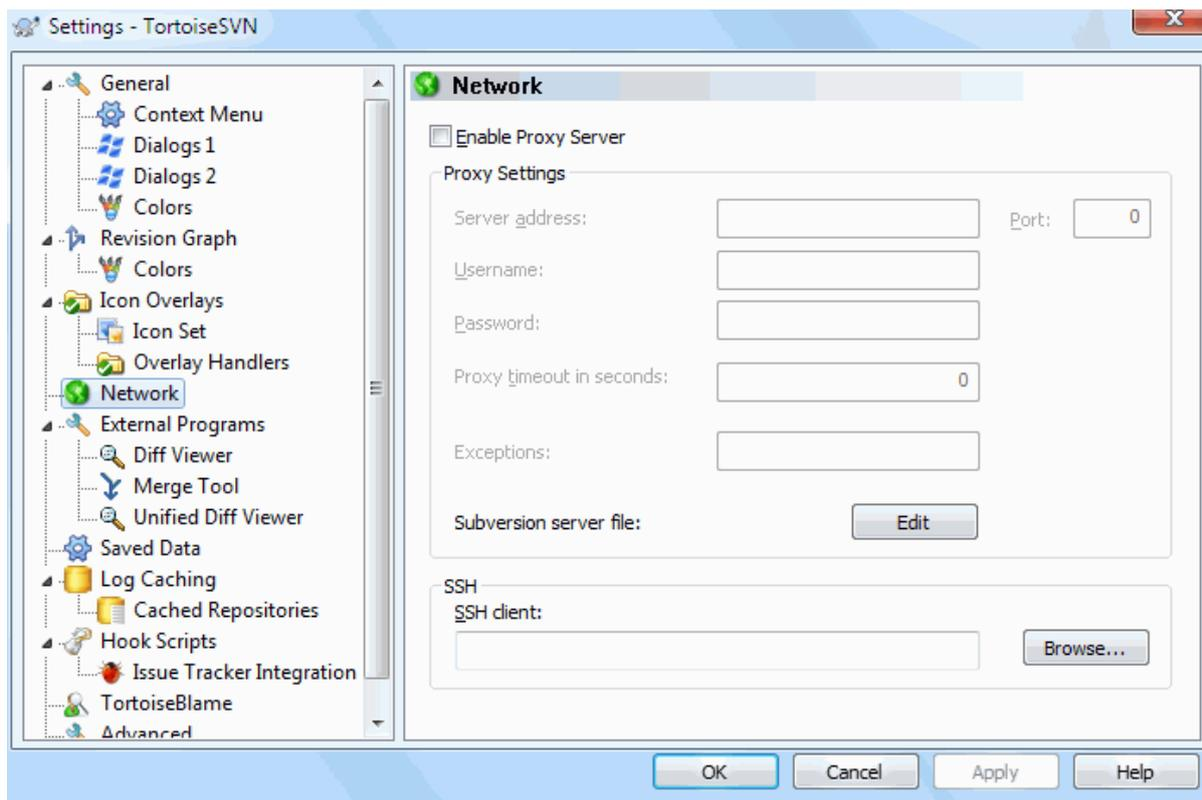 Settings - TortoiseSVN
General
Context Menu
Dialogs 1
Dialogs 2
Colors
Revision Graph
Colors
Icon Overlays
Icon Set
Overlay Handlers
Network
External Programs
Diff Viewer
Merge Tool
Unified Diff Viewer
Saved Data
Log Caching
Cached Repositories
Hook Scripts
Issue Tracker Integration
TortoiseBlame
Advanced
Network
Enable Proxy Server
Proxy Settings
Server address:
Port: 0
Username:
Password:
Proxy timeout in seconds: 0
Exceptions:
Subversion server file: Edit
SSH
SSH client:
Browse...
OK Cancel Apply Help